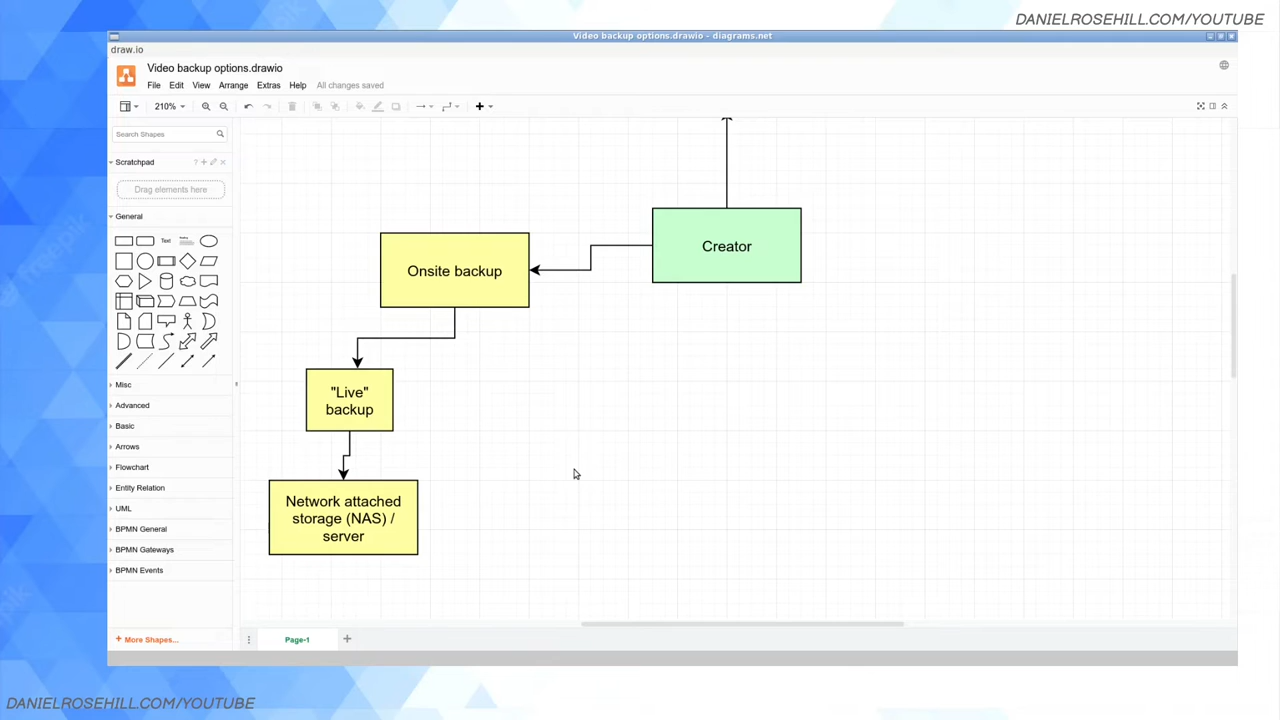 DANIELROSEHILL.COM/YOUTUBE
Video backup options.drawio - diagrams.net
draw.io
Video backup options.drawio
File Edit View Arrange Extras Help All changes saved
210%
Search Shapes
Scratchpad
Drag elements here
General
Text
Misc
Advanced
Basic
Arrows
Flowchart
Entity Relation
UML
BPMN General
BPMN Gateways
BPMN Events
More Shapes...
Creator
Onsite backup
"Live"
backup
Network attached
storage (NAS) /
server
Page-1
DANIELROSEHILL.COM/YOUTUBE